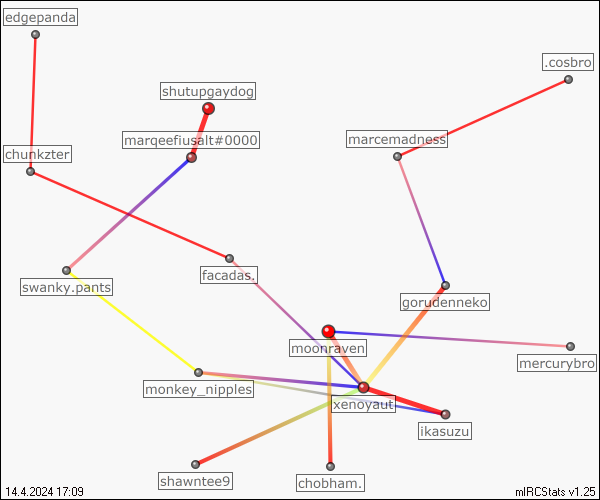 edgepanda
.cosbro
shutupgaydog
marqeefiusalt#0000
marcemadness
chunkzter
facadas.
swanky.pants
gorudenneko
moonraven
mercurybro
monkey_nipples
xenoyaut
ikasuzu
shawntee9
chobham.
14.4.2024 17:09
mIRCStats v1.25